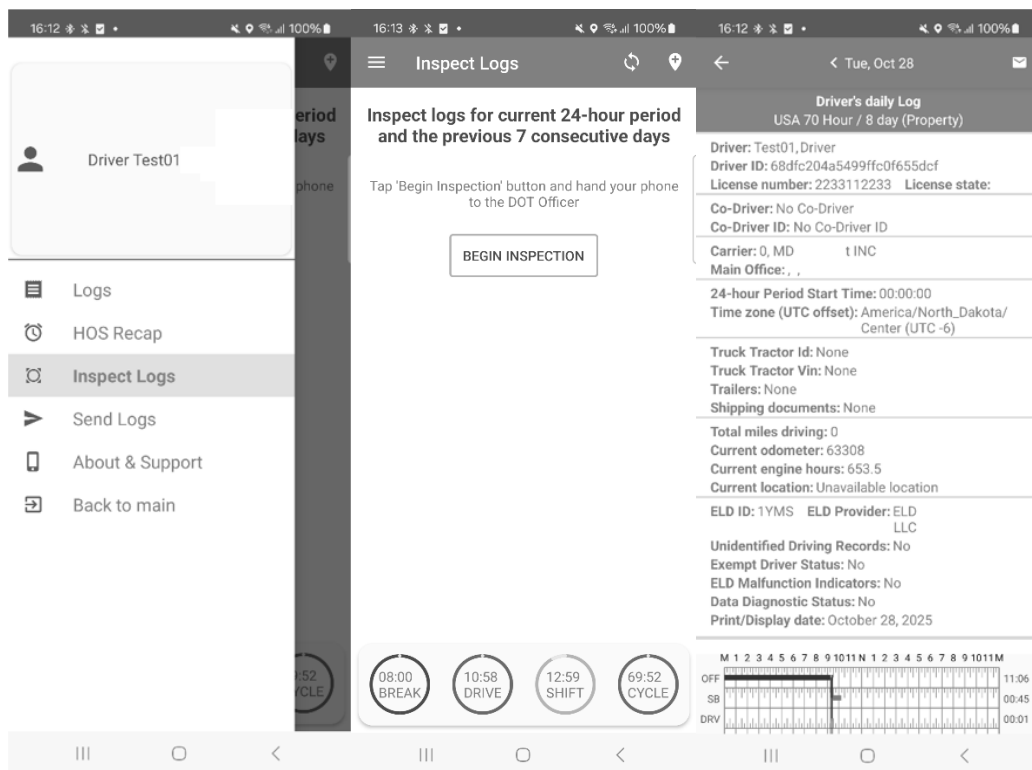 16:12
100%
Driver Test01
eriod
lays
phone
Logs
HOS Recap
Inspect Logs
Send Logs
About & Support
Back to main
9:52
YCLE
16:13
100%
Inspect Logs
Inspect logs for current 24-hour period
and the previous 7 consecutive days
Tap 'Begin Inspection' button and hand your phone
to the DOT Officer
BEGIN INSPECTION
08:00
BREAK
10:58
DRIVE
12:59
SHIFT
69:52
CYCLE
16:12
100%
Tue, Oct 28
Driver's daily Log
USA 70 Hour / 8 day (Property)
Driver: Test01, Driver
Driver ID: 68dfc204a5499ffc0f655dcf
License number: 2233112233 License state:
Co-Driver: No Co-Driver
Co-Driver ID: No Co-Driver ID
Carrier: 0, MD t INC
Main Office: , ,
24-hour Period Start Time: 00:00:00
Time zone (UTC offset): America/North_Dakota/
Center (UTC -6)
Truck Tractor Id: None
Truck Tractor Vin: None
Trailers: None
Shipping documents: None
Total miles driving: 0
Current odometer: 63308
Current engine hours: 653.5
Current location: Unavailable location
ELD ID: 1YMS ELD Provider: ELD
LLC
Unidentified Driving Records: No
Exempt Driver Status: No
ELD Malfunction Indicators: No
Data Diagnostic Status: No
Print/Display date: October 28, 2025
M 1 2 3 4 5 6 7 8 9 10 11 N 1 2 3 4 5 6 7 8 9 10 11 M
OFF 11:06
SB 00:45
DRV 00:01